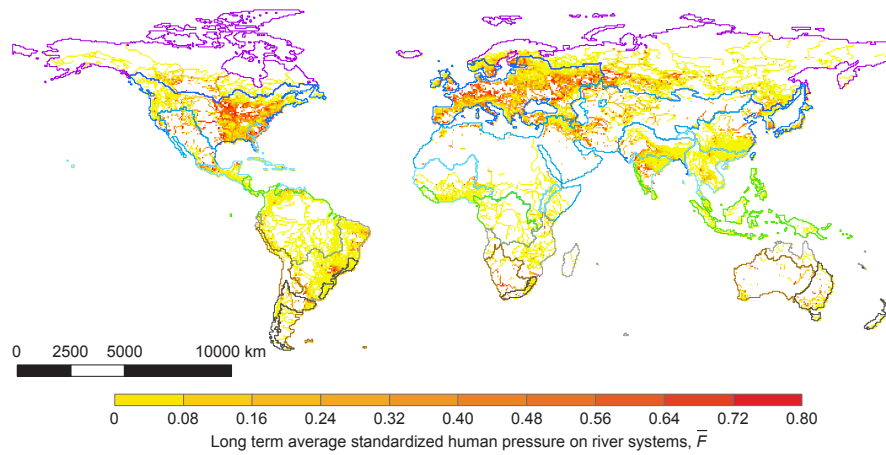 0 2500 5000 10000 km
0 0.08 0.16 0.24 0.32 0.40 0.48 0.56 0.64 0.72 0.80
Long term average standardized human pressure on river systems, F̅